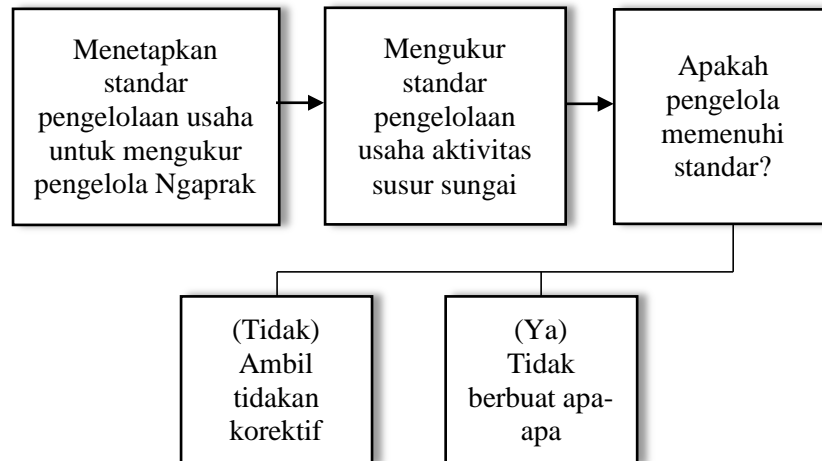 Menetapkan
standar
pengelolaan usaha
untuk mengukur
pengelola Ngaprak
Mengukur
standar
pengelolaan
usaha aktivitas
susur sungai
Apakah
pengelola
memenuhi
standar?
(Tidak)
Ambil
tidakan
korektif
(Ya)
Tidak
berbuat apa-
apa